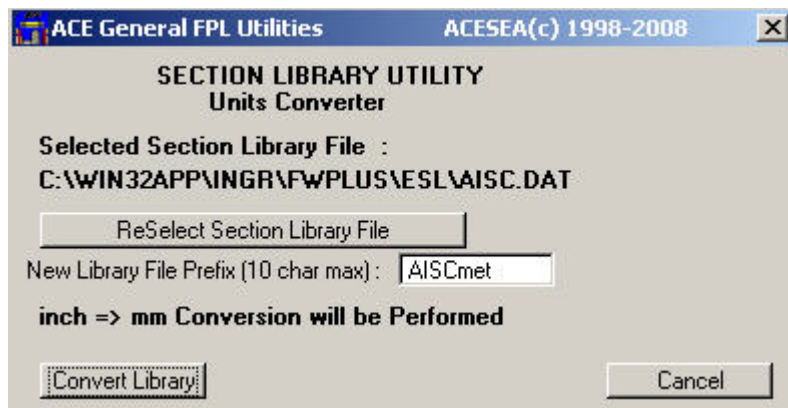 ACE General FPL Utilities ACESEA(c) 1998-2008
SECTION LIBRARY UTILITY
Units Converter
Selected Section Library File :
C:\WIN32APP\INGR\FWPLUS\ESL\AISC.DAT
ReSelect Section Library File
New Library File Prefix (10 char max) : AISCmet
inch => mm Conversion will be Performed
Convert Library Cancel